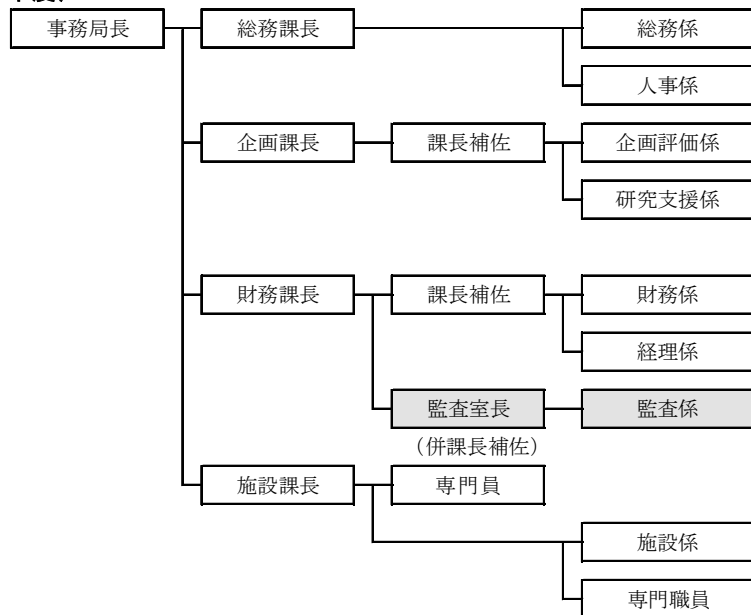 事務局長 総務課長 総務係
人事係
企画課長 課長補佐 企画評価係
研究支援係
財務課長 課長補佐 財務係
経理係
監査室長 監査係
（併課長補佐）
施設課長 専門員
施設係
専門職員